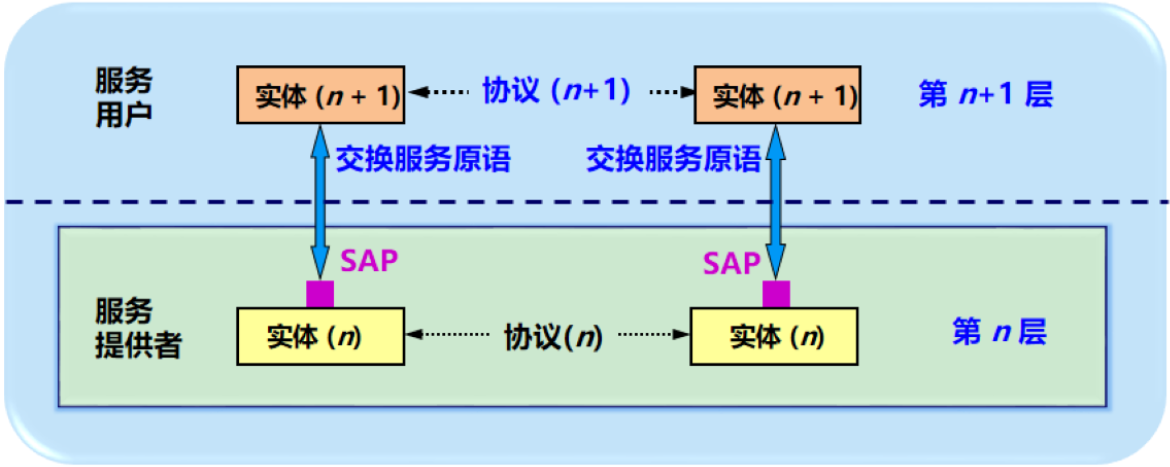 服务
用户
实体 (n + 1)
协议 (n+1)
实体 (n + 1)
第 n+1 层
交换服务原语
交换服务原语
SAP
SAP
服务
提供者
实体 (n)
协议(n)
实体 (n)
第 n 层